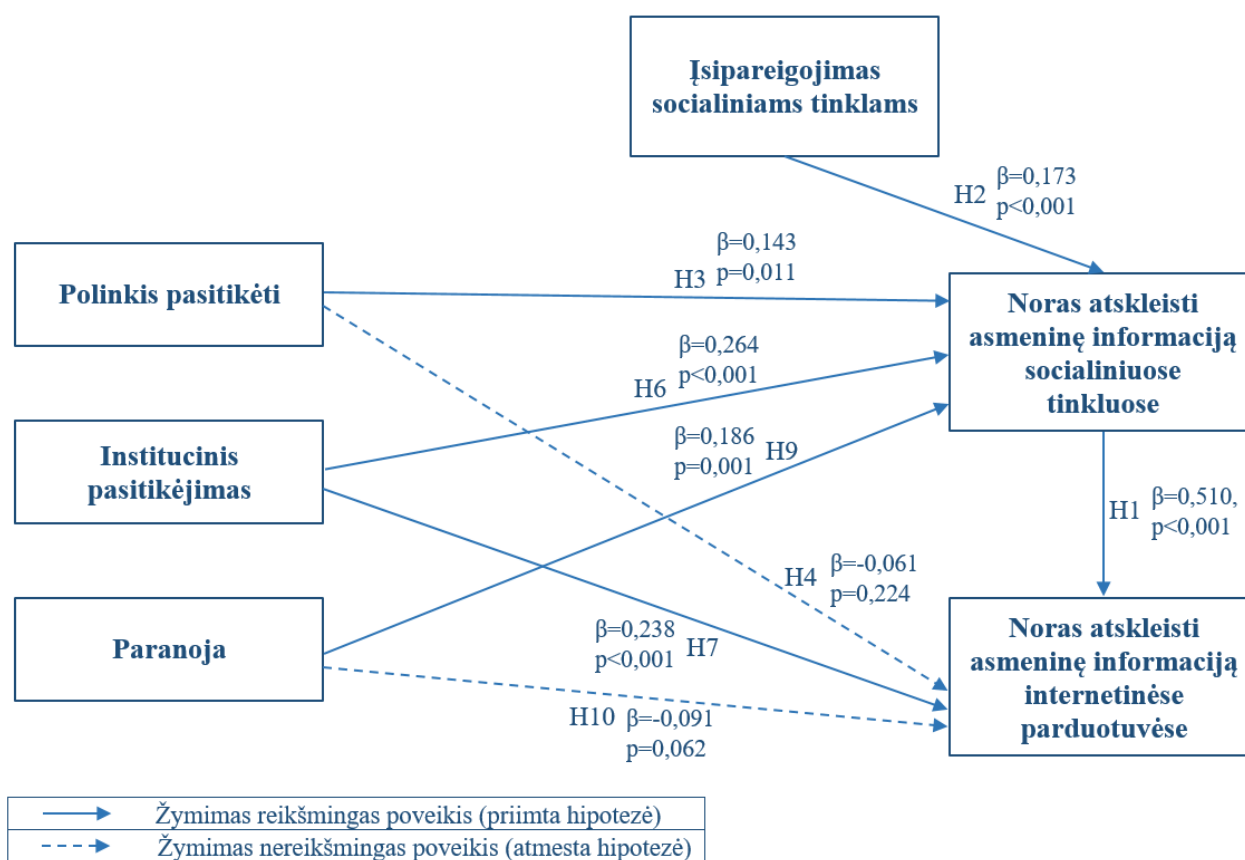 Įsipareigojimas
socialiniams tinklams
H2
β=0,173
p<0,001
Polinkis pasitikėti
H3
β=0,143
p=0,011
Noras atskleisti
asmeninę informaciją
socialiniuose
tinkluose
H6
β=0,264
p<0,001
Institucinis
pasitikėjimas
β=0,186
p=0,001
H9
H1
β=0,510,
p<0,001
H4
β=-0,061
p=0,224
Paranoja
β=0,238
p<0,001
H7
Noras atskleisti
asmeninę informaciją
internetinėse
parduotuvėse
H10
β=-0,091
p=0,062
Žymimas reikšmingas poveikis (priimta hipotezė)
Žymimas nereikšmingas poveikis (atmesta hipotezė)